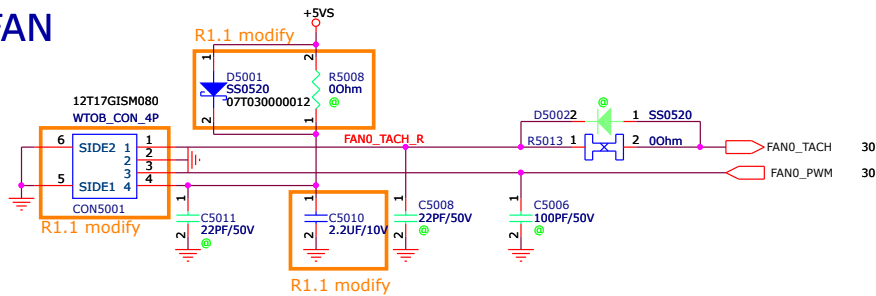 FAN
+5VS
R1.1 modify
1
2
D5001
SS0520
07T030000012
2
1
R5008
0Ohm
@
12T17GISM080
WTOB_CON_4P
6
5
SIDE2
SIDE1
1
2
3
4
1
2
3
4
CON5001
R1.1 modify
FAN0_TACH_R
D5002
2
@
1
SS0520
R5013
1
2
0Ohm
FAN0_TACH
30
FAN0_PWM
30
1
2
C5011
22PF/50V
@
1
2
C5010
2.2UF/10V
R1.1 modify
1
2
C5008
22PF/50V
@
1
2
C5006
100PF/50V
@